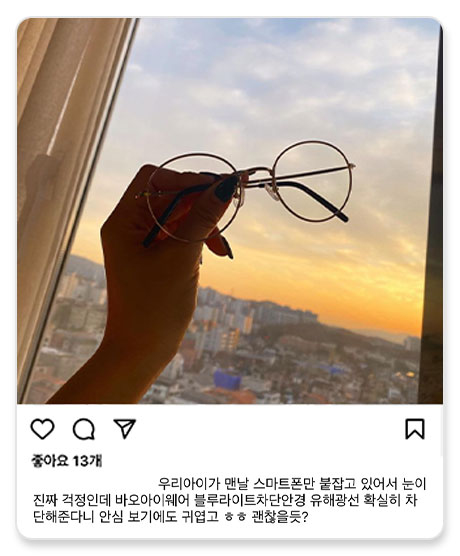 좋아요 13개
우리아이가 맨날 스마트폰만 붙잡고 있어서 눈이
진짜 걱정인데 바오아이웨어 블루라이트차단안경 유해광선 확실히 차
단해준다니 안심 보기에도 귀엽고 ㅎㅎ 괜찮을듯?